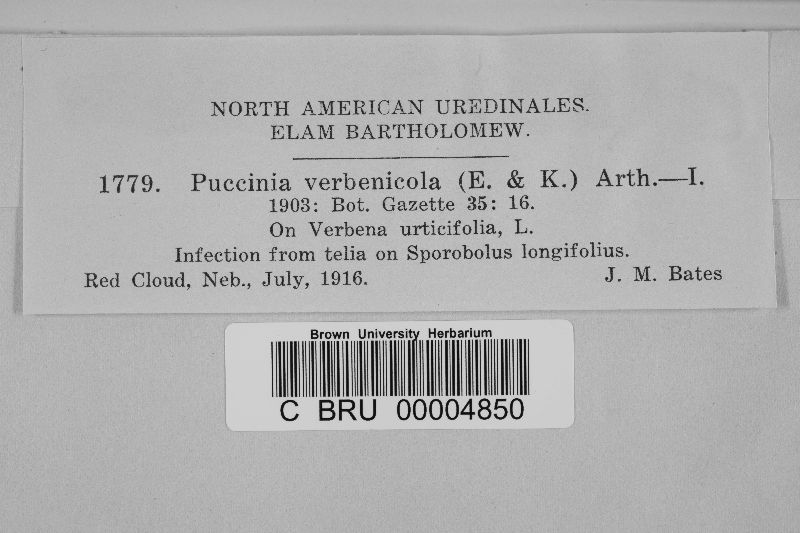 NORTH AMERICAN UREDINALES.
ELAM BARTHOLOMEW.
1779. Puccinia verbenicola (E. & K.) Arth.—I.
1903: Bot. Gazette 35: 16.
On Verbena urticifolia, L.
Infection from telia on Sporobolus longifolius.
Red Cloud, Neb., July, 1916. J. M. Bates
Brown University Herbarium
C BRU 00004850